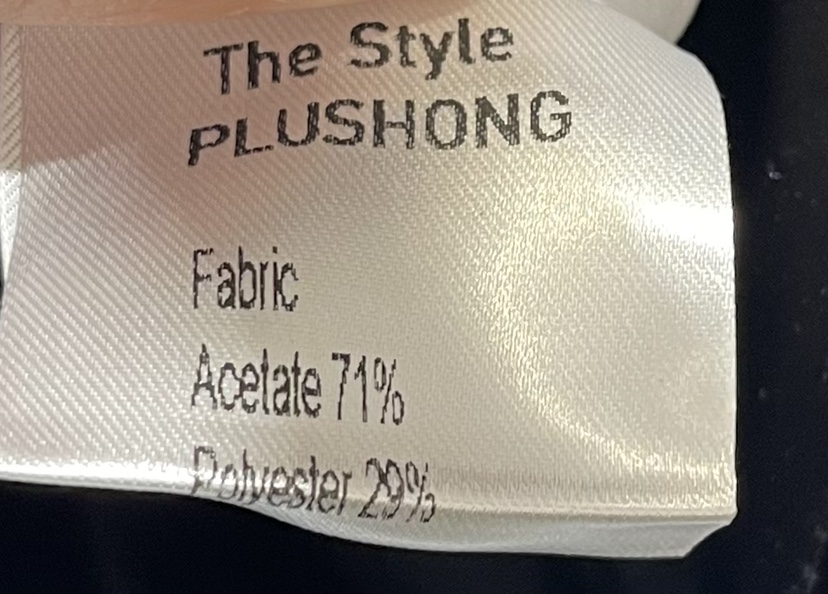 The Style
PLUSHONG
Fabric
Acetate 71%
Polyester 29%